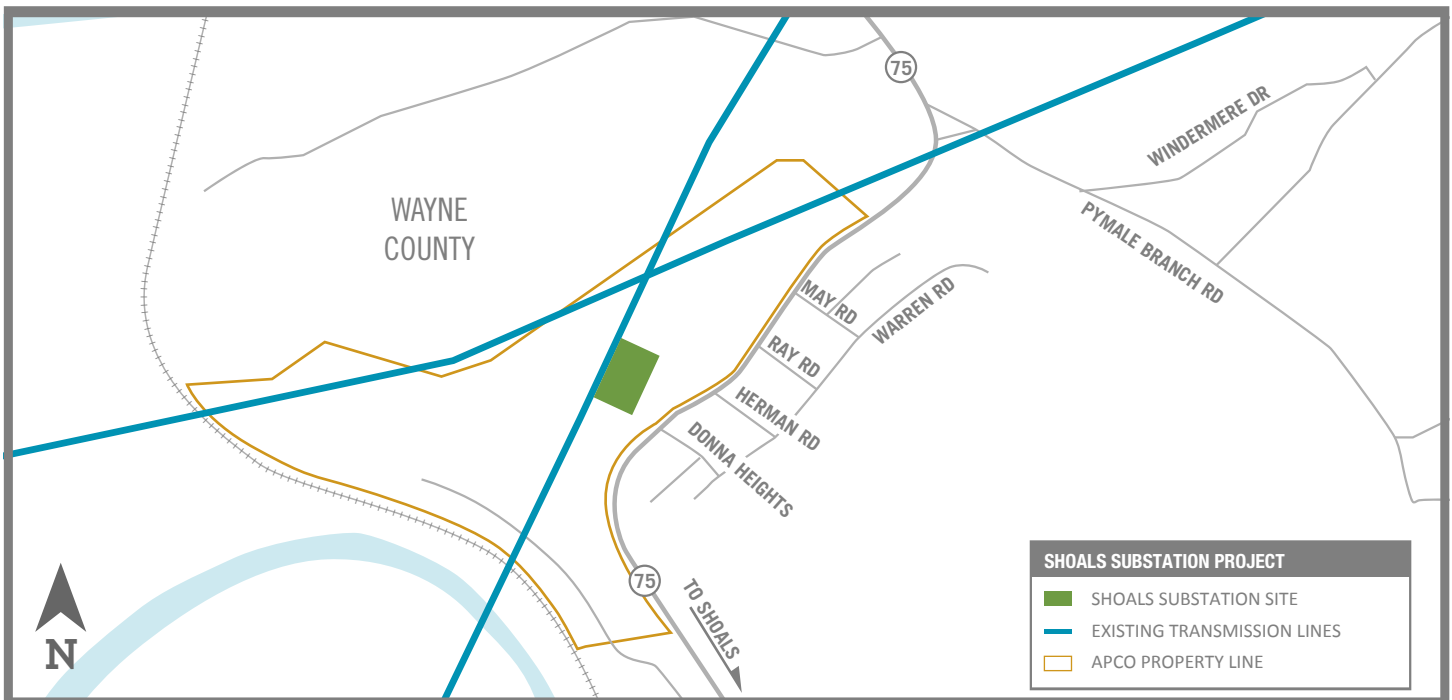 75
WINDERMERE DR
WAYNE
COUNTY
PYMALE BRANCH RD
MAY RD
WARREN RD
RAY RD
HERMAN RD
DONNA HEIGHTS
75
TO SHOALS
N
SHOALS SUBSTATION PROJECT
SHOALS SUBSTATION SITE
EXISTING TRANSMISSION LINES
APCO PROPERTY LINE